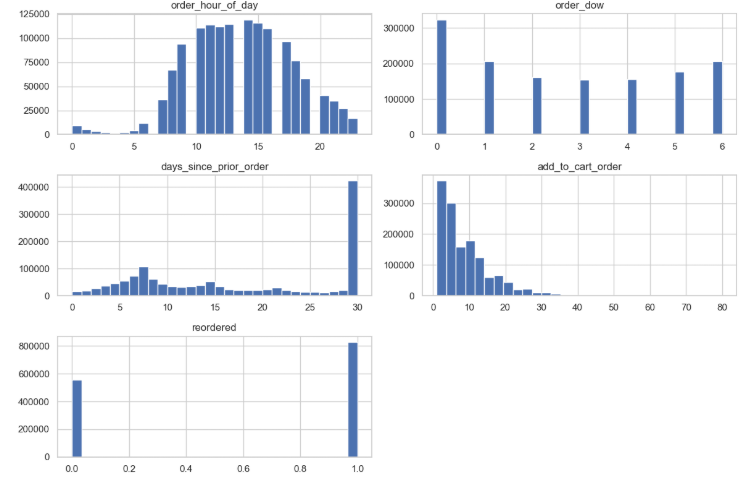 order_hour_of_day
125000
100000
75000
50000
25000
0
0 5 10 15 20
order_dow
300000
200000
100000
0
0 1 2 3 4 5 6
days_since_prior_order
400000
300000
200000
100000
0
0 5 10 15 20 25 30
add_to_cart_order
300000
200000
100000
0
0 10 20 30 40 50 60 70 80
reordered
800000
600000
400000
200000
0
0.0 0.2 0.4 0.6 0.8 1.0